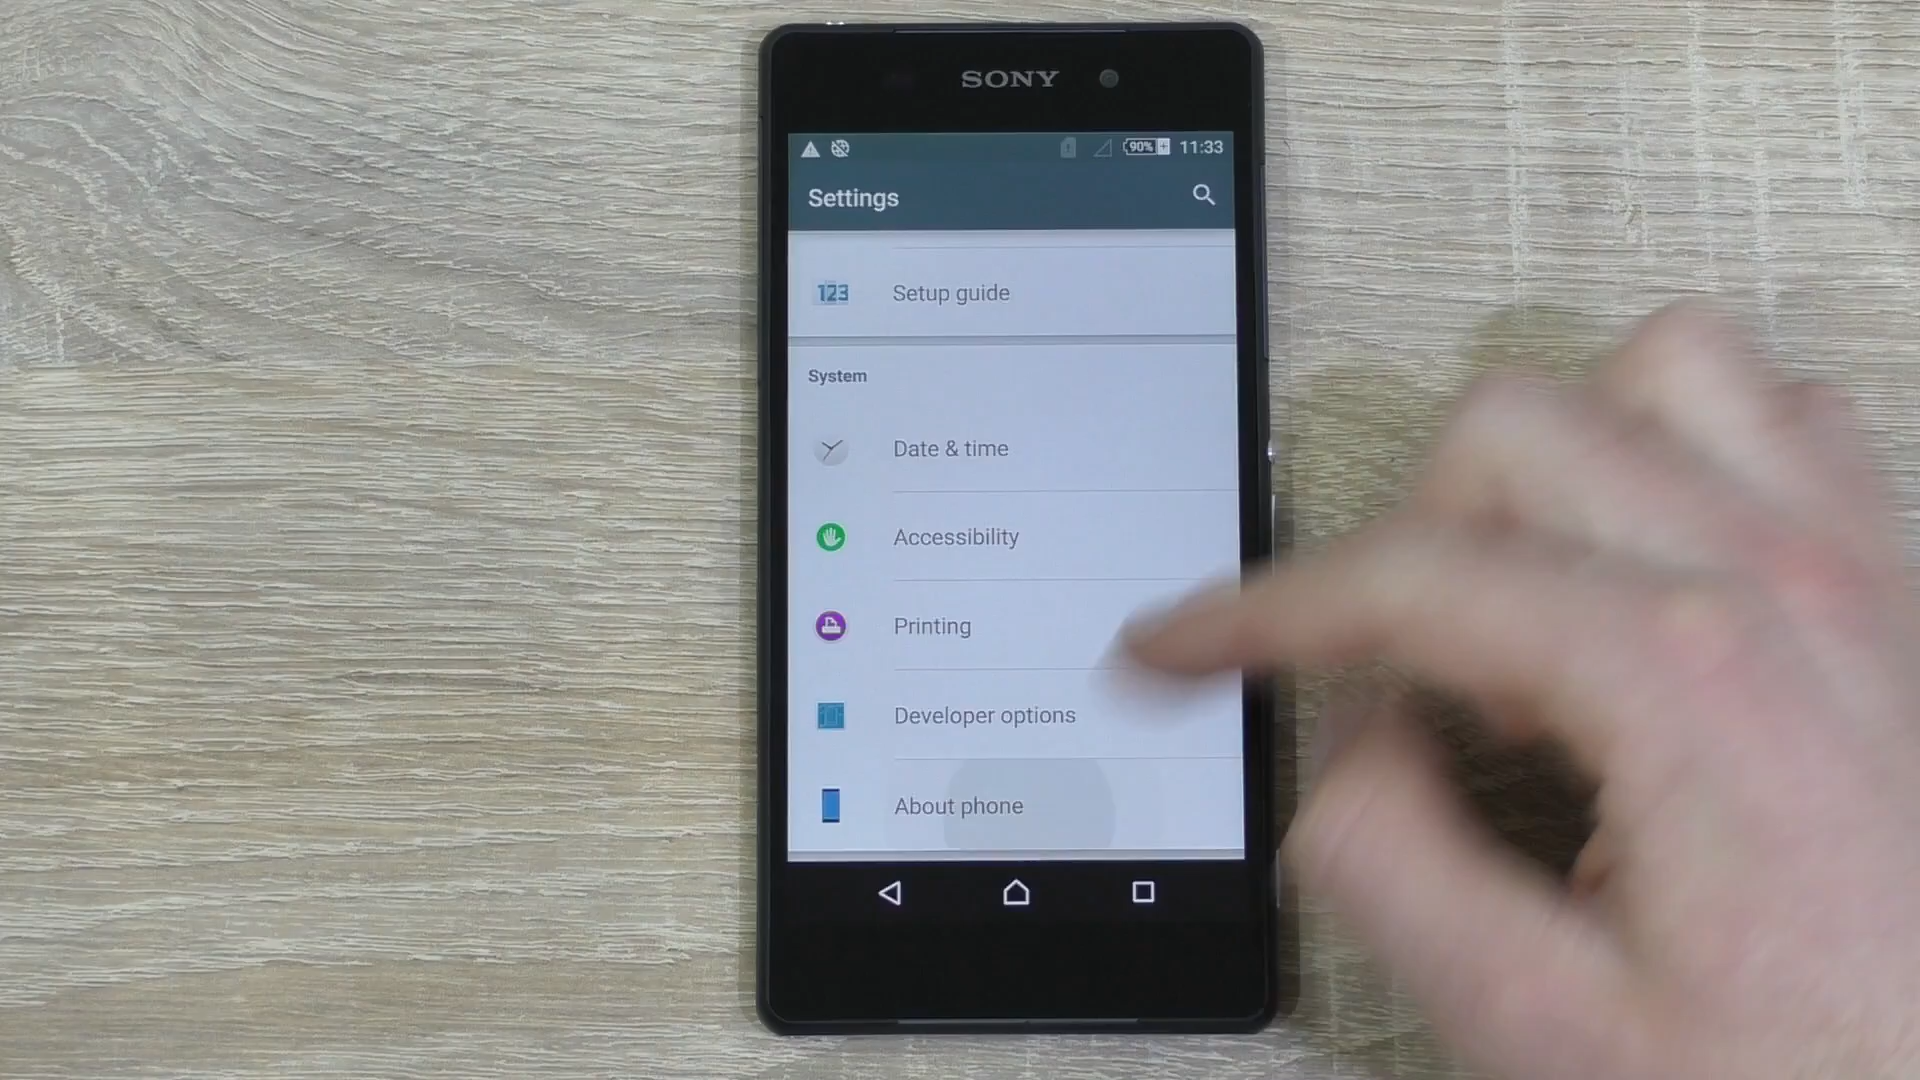 SONY
90% 11:33
Settings
123 Setup guide
System
Date & time
Accessibility
Printing
Developer options
About phone